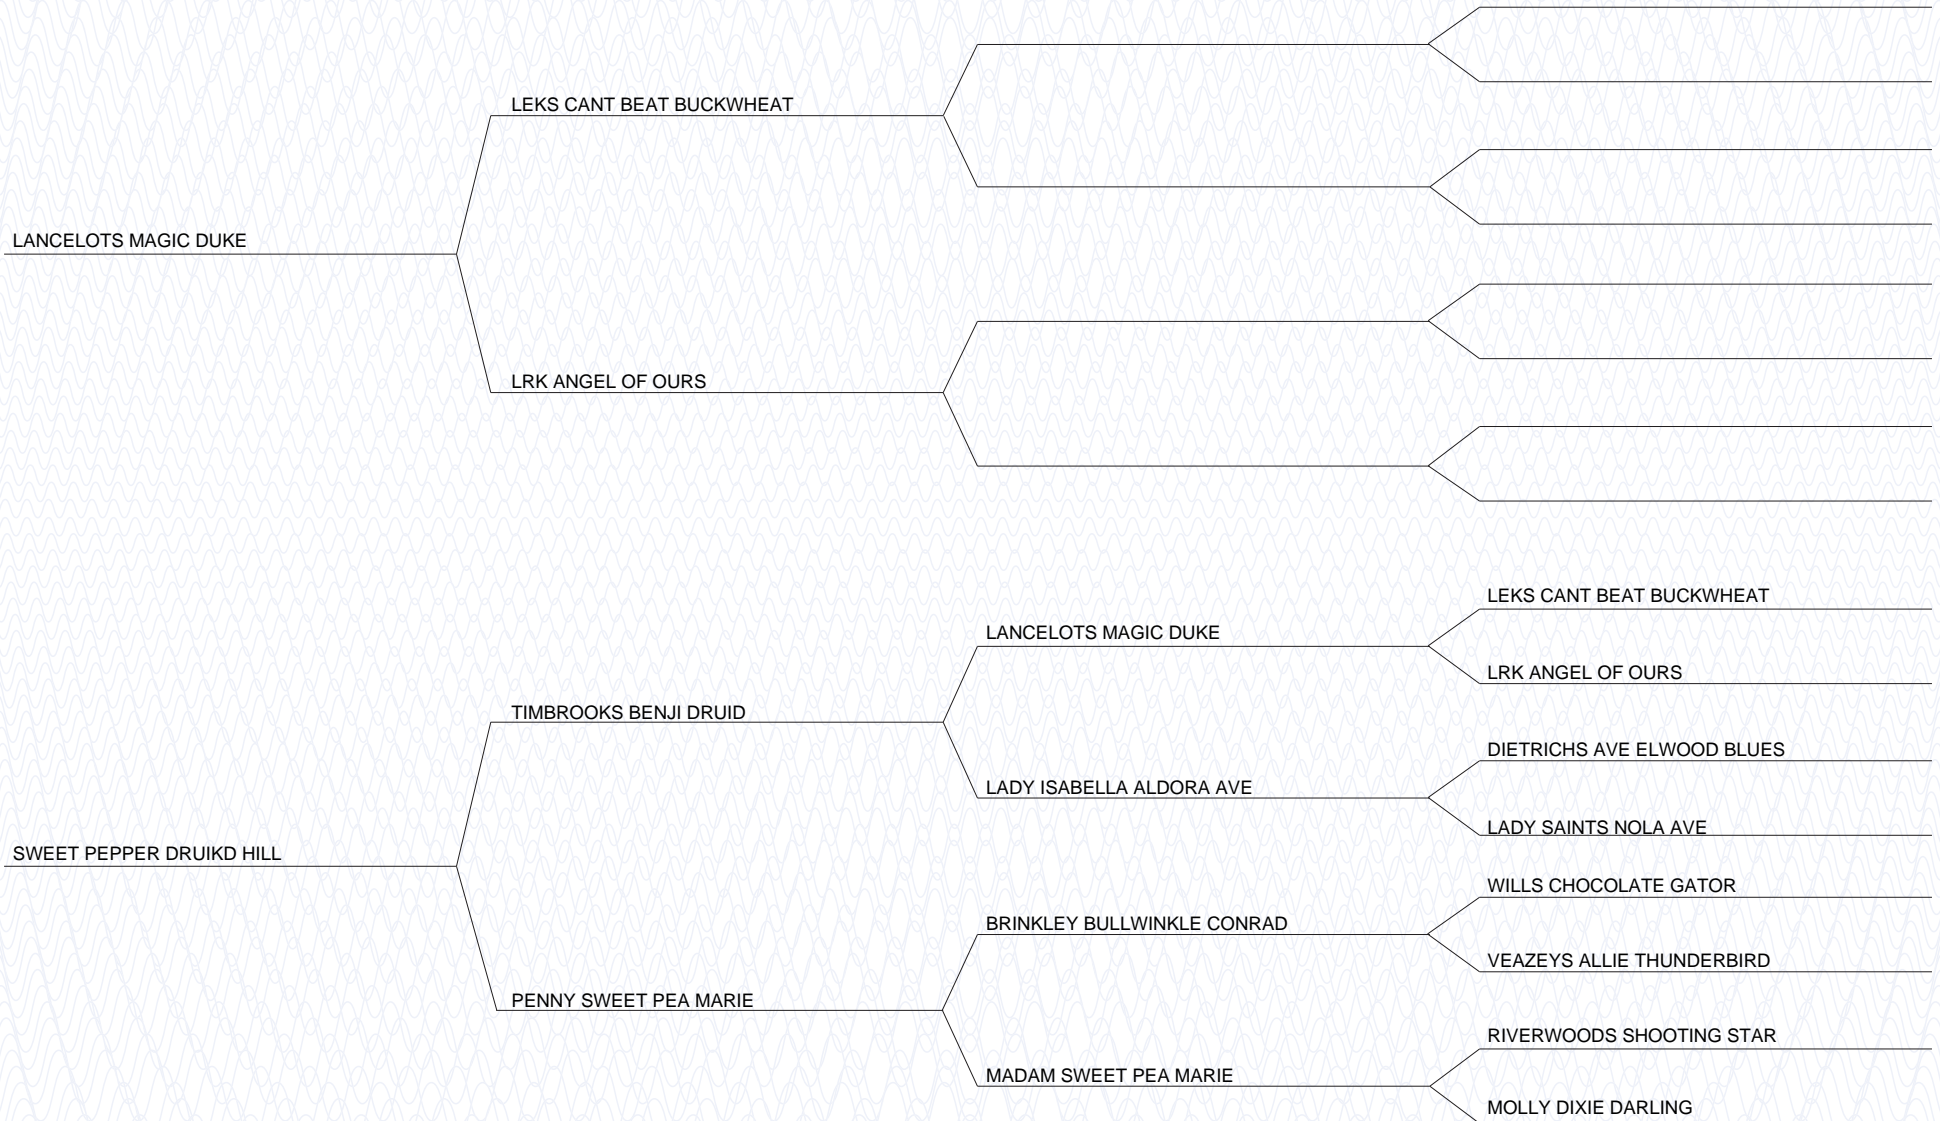 LEKS CANT BEAT BUCKWHEAT
LANCELOTS MAGIC DUKE
LRK ANGEL OF OURS
LEKS CANT BEAT BUCKWHEAT
LANCELOTS MAGIC DUKE
LRK ANGEL OF OURS
TIMBROOKS BENJI DRUID
DIETRICHS AVE ELWOOD BLUES
LADY ISABELLA ALDORA AVE
LADY SAINTS NOLA AVE
SWEET PEPPER DRUIKD HILL
WILLS CHOCOLATE GATOR
BRINKLEY BULLWINKLE CONRAD
VEAZEYS ALLIE THUNDERBIRD
PENNY SWEET PEA MARIE
RIVERWOODS SHOOTING STAR
MADAM SWEET PEA MARIE
MOLLY DIXIE DARLING